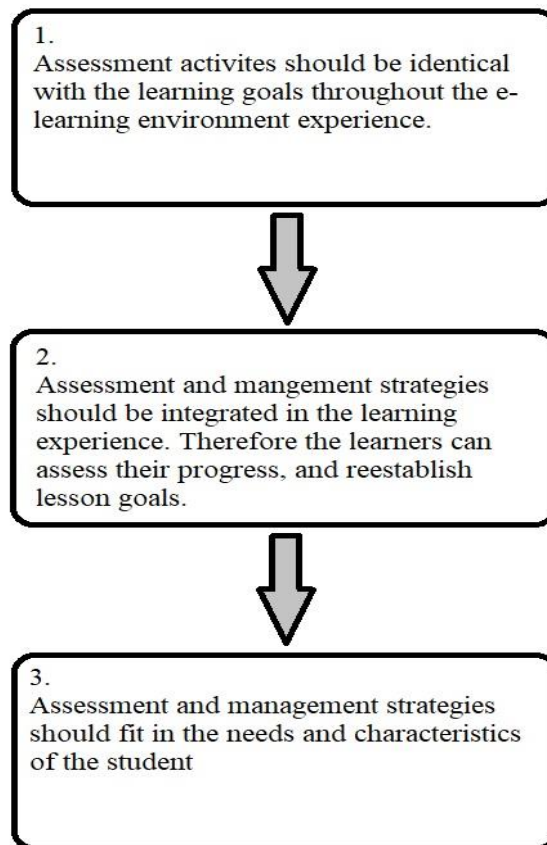 1.
Assessment activites should be identical
with the learning goals throughout the e-
learning environment experience.
2.
Assessment and mangement strategies
should be integrated in the learning
experience. Therefore the learners can
assess their progress, and reestablish
lesson goals.
3.
Assessment and management strategies
should fit in the needs and characteristics
of the student